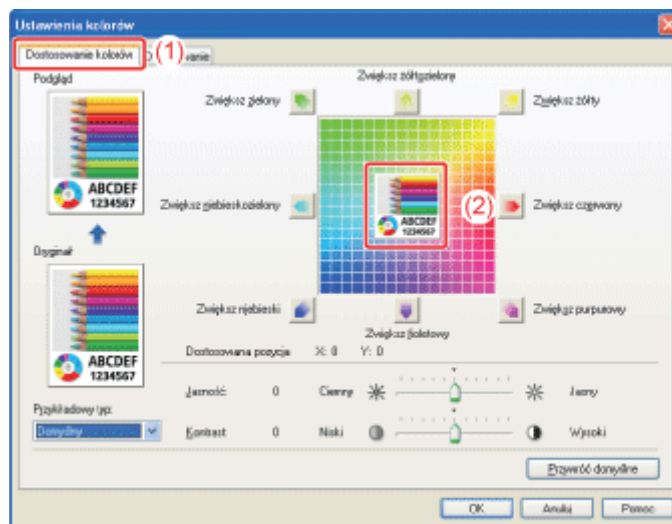 Ustawienia kolorów
Dostosowanie kolorów (1)
Podgląd
Zwiększ żółtozielony
Zwiększ zielony
Zwiększ żółty
ABCDEF
1234567
Zwiększ niebieskozielony
ABCDEF
1234567
(2)
Zwiększ czerwony
Oryginał
Zwiększ niebieski
Zwiększ purpurowy
Zwiększ fioletowy
ABCDEF
1234567
Dostosowana pozycja X: 0 Y: 0
Jasność: 0 Ciemny Jasny
Przykładowy typ:
Domyślny
Kontrast: 0 Niski Wysoki
Przywróć domyślne
OK Anuluj Pomoc